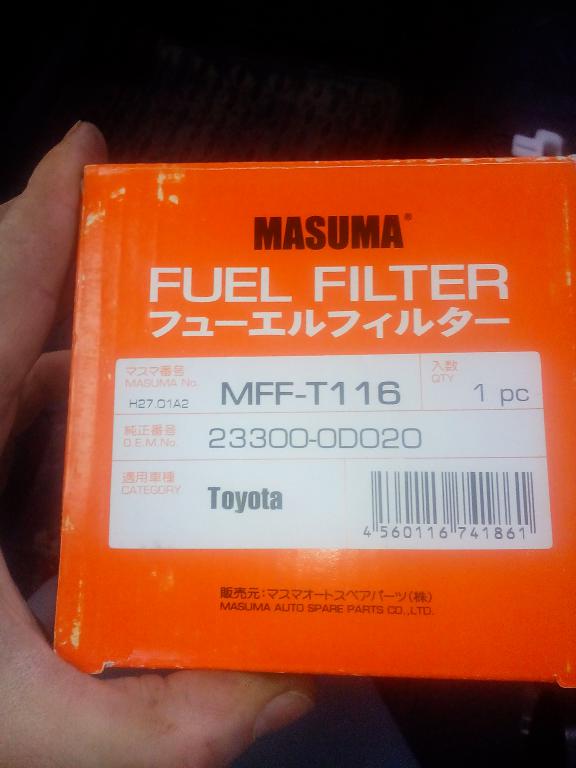 MASUMA®
FUEL FILTER
フューエルフィルター
マスマ番号
MASUMA No.
H27.01A2
MFF-T116
入数
QTY
1 pc
純正番号
O.E.M.No.
23300-0D020
適用車種
CATEGORY
Toyota
4 560116 741861
販売元:マスマオートスペアパーツ(株)
MASUMA AUTO SPARE PARTS CO.,LTD.